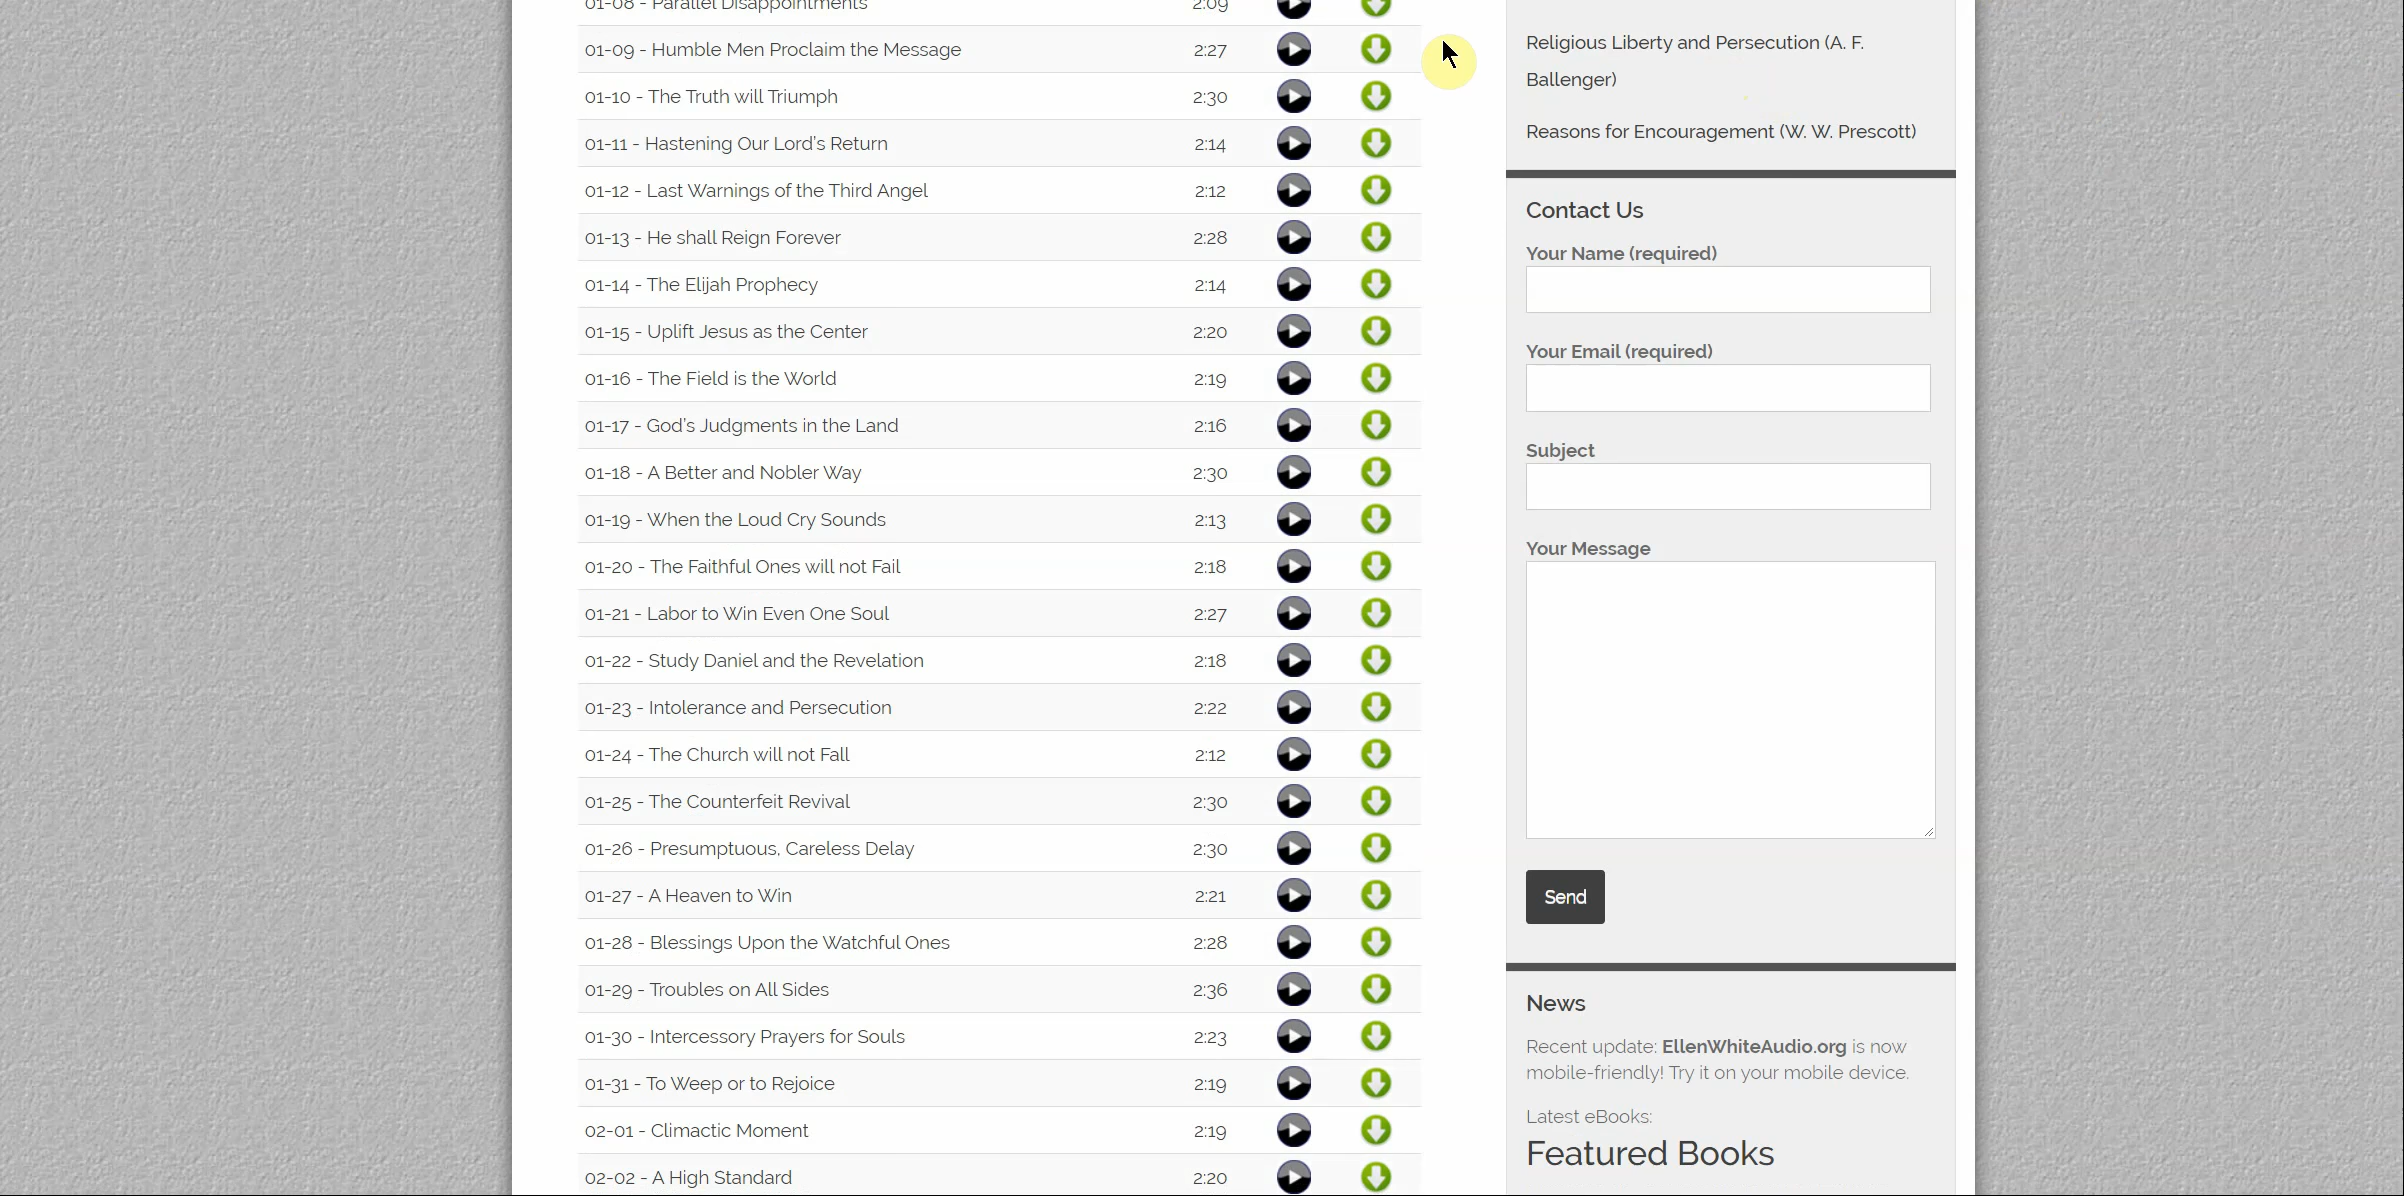 01-08 - Parallel Disappointments 2:09
01-09 - Humble Men Proclaim the Message 2:27
01-10 - The Truth will Triumph 2:30
01-11 - Hastening Our Lord's Return 2:14
01-12 - Last Warnings of the Third Angel 2:12
01-13 - He shall Reign Forever 2:28
01-14 - The Elijah Prophecy 2:14
01-15 - Uplift Jesus as the Center 2:20
01-16 - The Field is the World 2:19
01-17 - God's Judgments in the Land 2:16
01-18 - A Better and Nobler Way 2:30
01-19 - When the Loud Cry Sounds 2:13
01-20 - The Faithful Ones will not Fail 2:18
01-21 - Labor to Win Even One Soul 2:27
01-22 - Study Daniel and the Revelation 2:18
01-23 - Intolerance and Persecution 2:22
01-24 - The Church will not Fall 2:12
01-25 - The Counterfeit Revival 2:30
01-26 - Presumptuous, Careless Delay 2:30
01-27 - A Heaven to Win 2:21
01-28 - Blessings Upon the Watchful Ones 2:28
01-29 - Troubles on All Sides 2:36
01-30 - Intercessory Prayers for Souls 2:23
01-31 - To Weep or to Rejoice 2:19
02-01 - Climactic Moment 2:19
02-02 - A High Standard 2:20
Religious Liberty and Persecution (A. F.
Ballenger)
Reasons for Encouragement (W. W. Prescott)
Contact Us
Your Name (required)
Your Email (required)
Subject
Your Message
Send
News
Recent update: EllenWhiteAudio.org is now
mobile-friendly! Try it on your mobile device.
Latest eBooks:
Featured Books